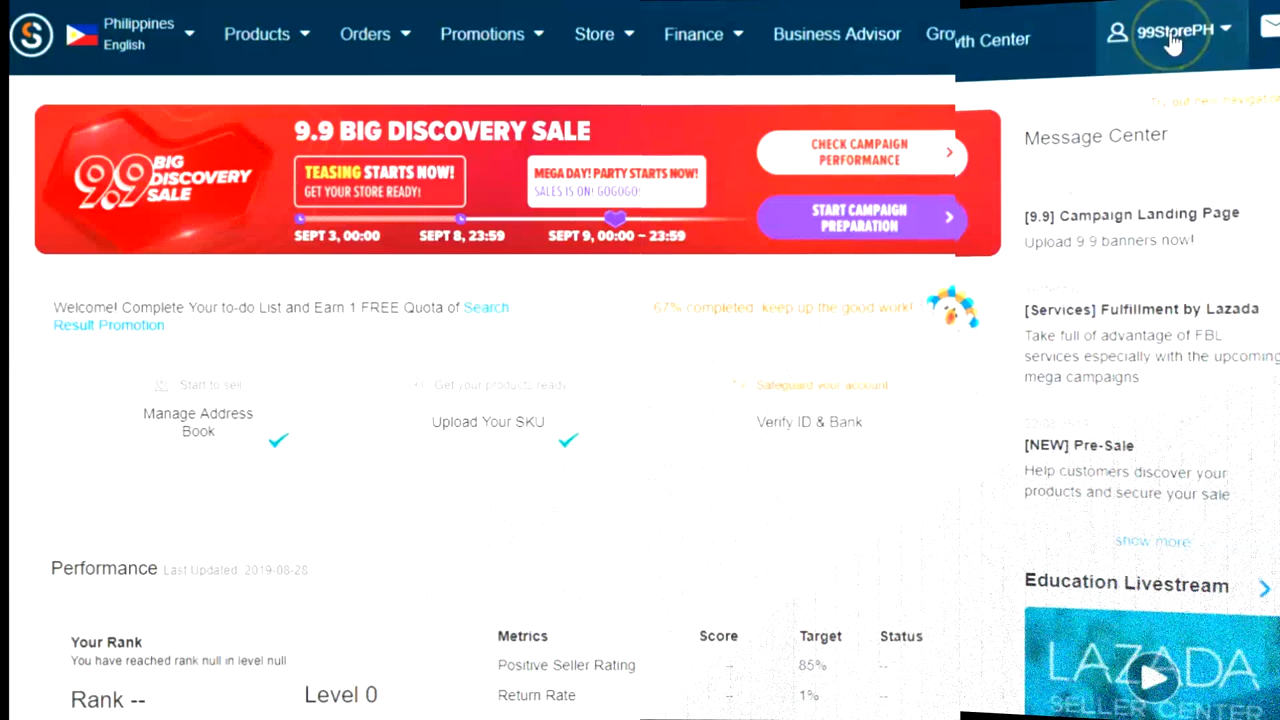 Philippines
English
Products
Orders
Promotions
Store
Finance
Business Advisor
Gro
wth Center
99StorePH
9.9 BIG DISCOVERY SALE
9.9 BIG
DISCOVERY
SALE
TEASING STARTS NOW!
GET YOUR STORE READY!
MEGA DAY! PARTY STARTS NOW!
SALES IS ON! GOGOGO!
SEPT 3, 00:00
SEPT 8, 23:59
SEPT 9, 00:00 – 23:59
CHECK CAMPAIGN
PERFORMANCE
START CAMPAIGN
PREPARATION
Try out new navigation
Message Center
[9.9] Campaign Landing Page
Upload 9.9 banners now!
[Services] Fulfillment by Lazada
Take full of advantage of FBL
services especially with the upcoming
mega campaigns
[NEW] Pre-Sale
Help customers discover your
products and secure your sale
show more
Education Livestream
LAZADA
SELLER CENTER
Welcome! Complete Your to-do List and Earn 1 FREE Quota of Search
Result Promotion
67% completed, keep up the good work!
Start to sell
Manage Address
Book
Get your products ready
Upload Your SKU
Safeguard your account
Verify ID & Bank
Performance Last Updated: 2019-08-28
Your Rank
You have reached rank null in level null
Rank --
Level 0
Metrics Score Target Status
Positive Seller Rating -- 85% --
Return Rate -- 1% --